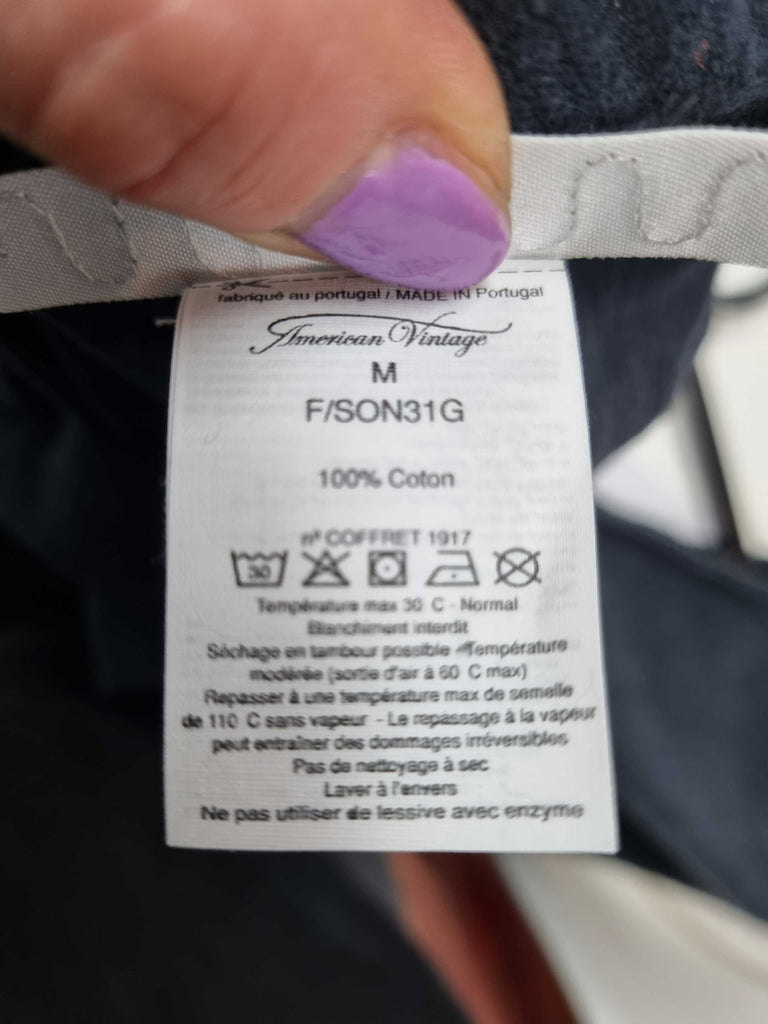 fabriqué au portugal / MADE IN Portugal
American Vintage
M
F/SON31G
100% Coton
nº COFFRET 1917
30
Température max 30 C - Normal
Blanchiment interdit
Séchage en tambour possible -Température
modérée (sortie d'air à 60 C max)
Repasser à une température max de semelle
de 110 C sans vapeur - Le repassage à la vapeur
peut entraîner des dommages irréversibles
Pas de nettoyage à sec
Laver à l'envers
Ne pas utiliser de lessive avec enzyme